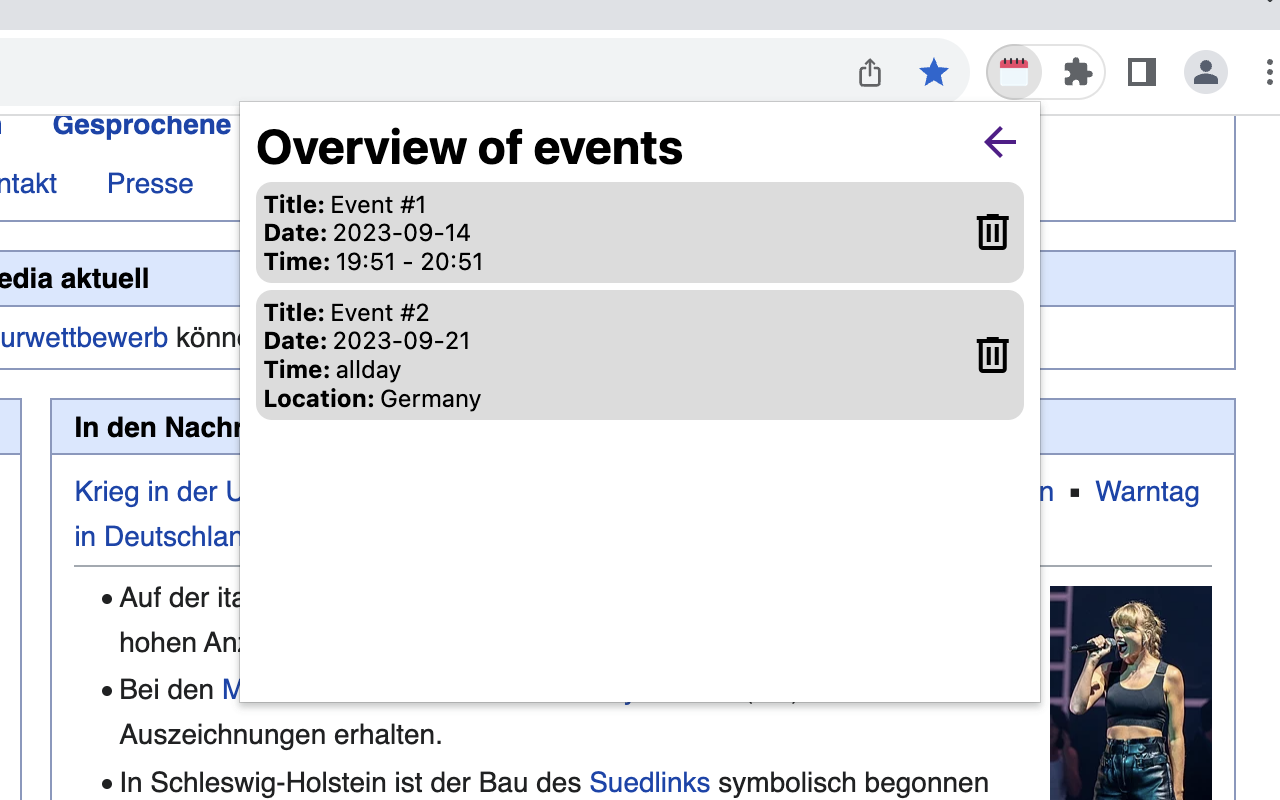 Gesprochene
ntakt Presse
Overview of events
Title: Event #1
Date: 2023-09-14
Time: 19:51 - 20:51
Title: Event #2
Date: 2023-09-21
Time: allday
Location: Germany
edia aktuell
urwettbewerb könne
In den Nachr
Krieg in der U
n ▪ Warntag
in Deutschlan
• Auf der ita
hohen An
• Bei den M
Auszeichnungen erhalten.
• In Schleswig-Holstein ist der Bau des Suedlinks symbolisch begonnen